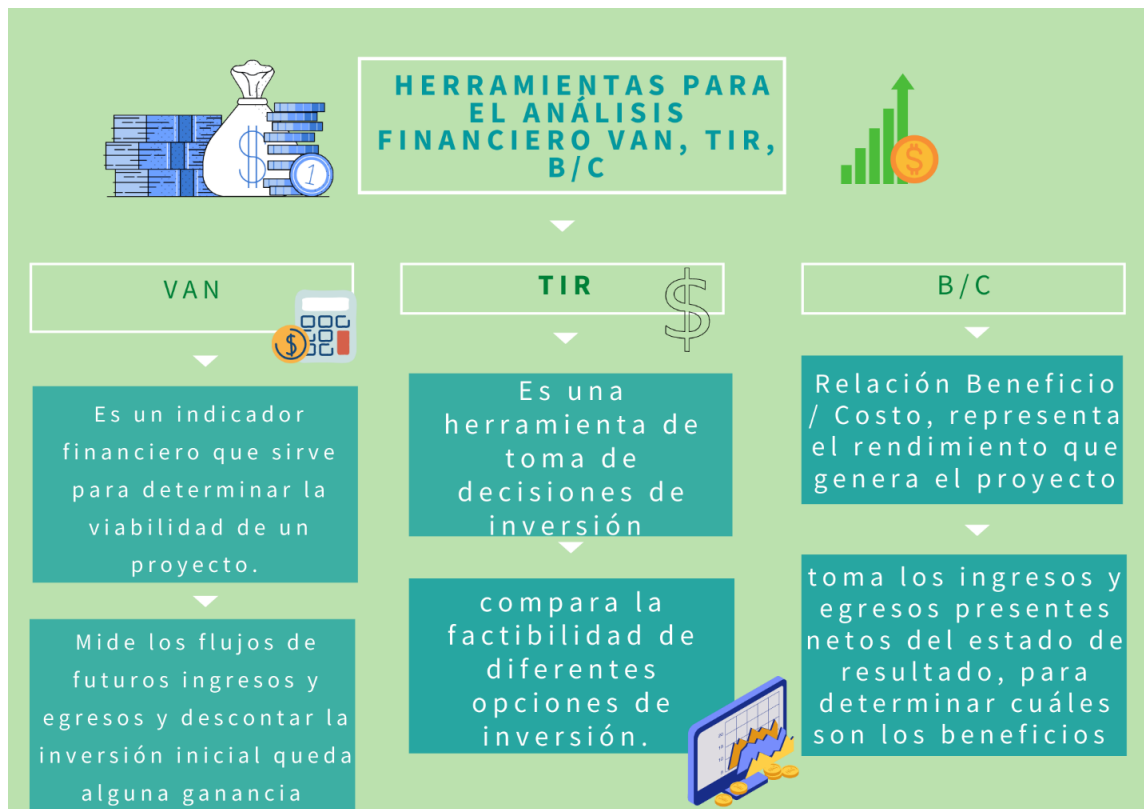 HERRAMIENTAS PARA
EL ANÁLISIS
FINANCIERO VAN, TIR,
B/C
VAN
Es un indicador
financiero que sirve
para determinar la
viabilidad de un
proyecto.
Mide los flujos de
futuros ingresos y
egresos y descontar la
inversión inicial queda
alguna ganancia
TIR
Es una
herramienta de
toma de
decisiones de
inversión
compara la
factibilidad de
diferentes
opciones de
inversión.
B/C
Relación Beneficio
/ Costo, representa
el rendimiento que
genera el proyecto
toma los ingresos y
egresos presentes
netos del estado de
resultado, para
determinar cuáles
son los beneficios